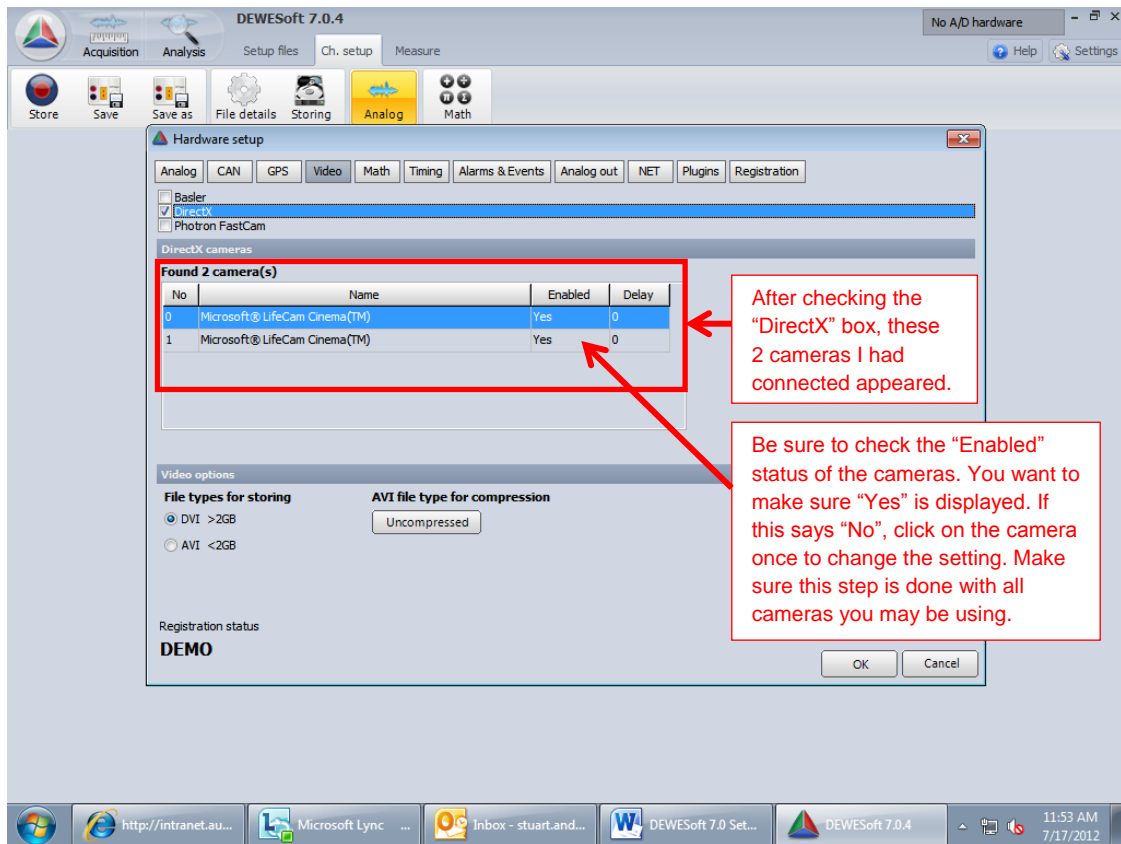 DEWESoft 7.0.4
No A/D hardware
Acquisition
Analysis
Setup files
Ch. setup
Measure
Help
Settings
Store
Save
Save as
File details
Storing
Analog
Math
Hardware setup
Analog
CAN
GPS
Video
Math
Timing
Alarms & Events
Analog out
NET
Plugins
Registration
Basler
DirectX
Photron FastCam
DirectX cameras
Found 2 camera(s)
No Name Enabled Delay
0 Microsoft® LifeCam Cinema(TM) Yes 0
1 Microsoft® LifeCam Cinema(TM) Yes 0
After checking the
“DirectX” box, these
2 cameras I had
connected appeared.
Be sure to check the “Enabled”
status of the cameras. You want to
make sure “Yes” is displayed. If
this says “No”, click on the camera
once to change the setting. Make
sure this step is done with all
cameras you may be using.
Video options
File types for storing
AVI file type for compression
DVI >2GB
Uncompressed
AVI <2GB
Registration status
DEMO
OK
Cancel
http://intranet.au...
Microsoft Lync ...
Inbox - stuart.and...
DEWESoft 7.0 Set...
DEWESoft 7.0.4
11:53 AM
7/17/2012